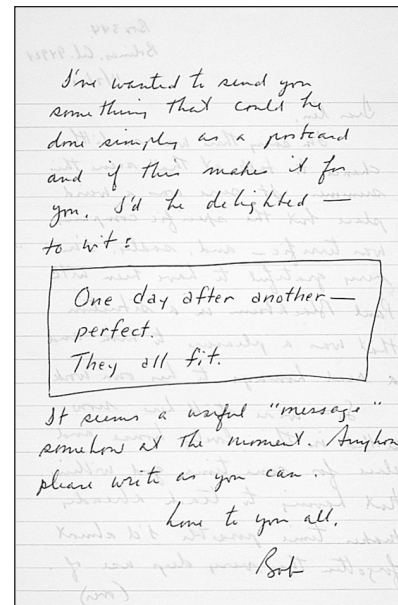 I've wanted to send you
something that could be
done simply as a postcard
and if this makes it for
you, I'd be delighted —
to wit:
One day after another —
perfect.
They all fit.
It seems a useful "message"
somehow at the moment. Anyhow
please write as you can.
Love to you all,
Bob